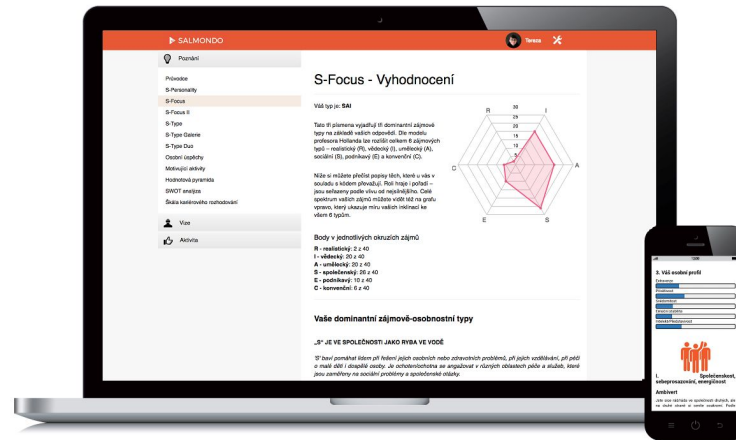 SALMONDO
Tereza
Poznání
Průvodce
S-Personality
S-Focus
S-Focus II
S-Type
S-Type Galerie
S-Type Duo
Osobní úspěchy
Motivující aktivity
Hodnotová pyramida
SWOT analýza
Škála kariérového rozhodování
Vize
Aktivita
S-Focus - Vyhodnocení
Váš typ je: SAI
Tato tři písmena vyjadřují tři dominantní zájmové
typy na základě vašich odpovědí. Dle modelu
profesora Hollanda lze rozlišit celkem 6 zájmových
typů – realistický (R), vědecký (I), umělecký (A),
sociální (S), podnikavý (E) a konvenční (C).
Níže si můžete přečíst popisy těch, které u vás v
souladu s kódem převažují. Roli hraje i pořadí –
jsou seřazeny podle vlivu od nejsilnějšího. Celé
spektrum vašich zájmů můžete vidět též na grafu
vpravo, který ukazuje míru vašich inklinací ke
všem 6 typům.
R
I
A
S
E
C
30
25
20
15
10
5
Body v jednotlivých okruzích zájmů
R - realistický: 2 z 40
I - vědecký: 20 z 40
A - umělecký: 20 z 40
S - společenský: 26 z 40
E - podnikavý: 10 z 40
C - konvenční: 6 z 40
Vaše dominantní zájmově-osobnostní typy
„S“ JE VE SPOLEČNOSTI JAKO RYBA VE VODĚ
'S' baví pomáhat lidem při řešení jejich osobních nebo zdravotních problémů, při jejich vzdělávání, při péči
o malé děti i dospělé osoby. Je ochoten/ochotna se angažovat v různých oblastech péče a služeb, které
jsou zaměřeny na sociální problémy a společenské otázky.
3. Váš osobní profil
Extraverze
Přívětivost
Svědomitost
Emoční stabilita
I. Společenskost,
sebeprosazování, energičnost
Ambivert